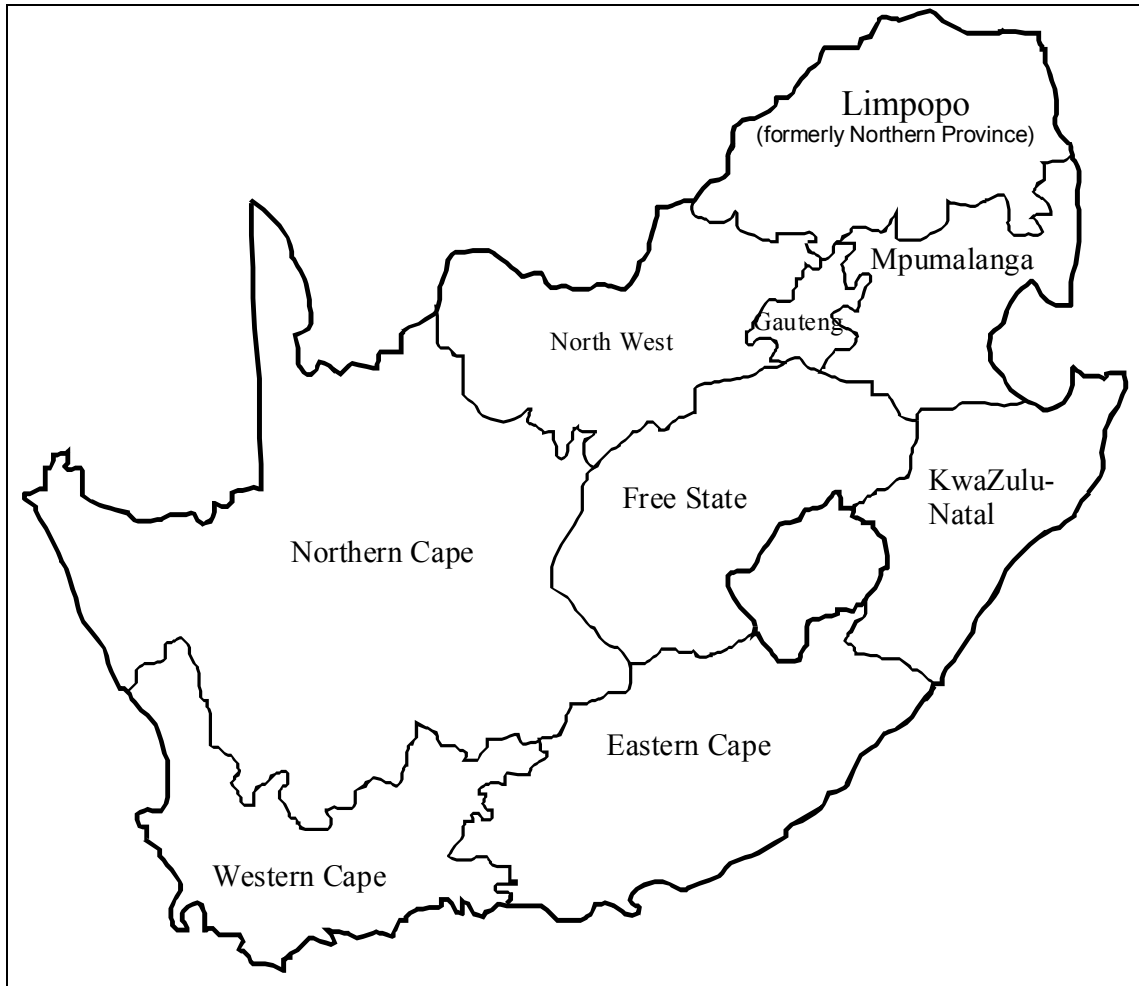 Limpopo
(formerly Northern Province)
Mpumalanga
Gauteng
North West
KwaZulu-
Natal
Free State
Northern Cape
Eastern Cape
Western Cape